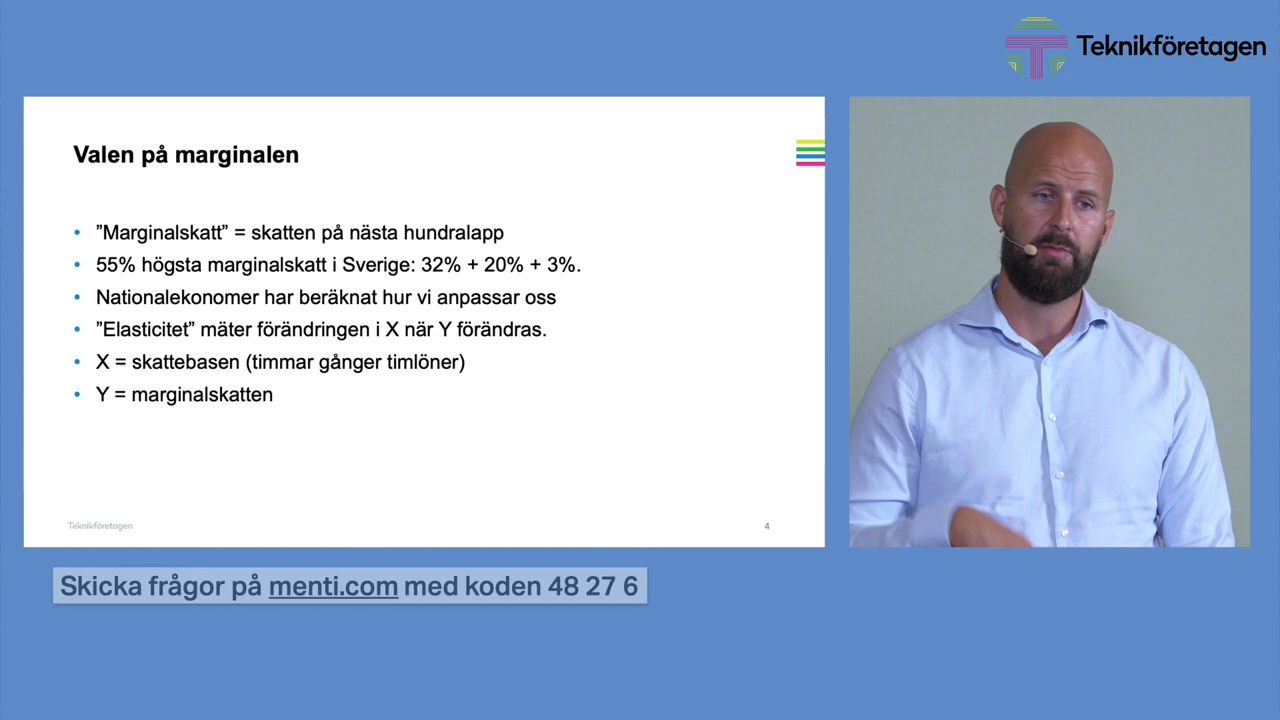 Teknikföretagen
Valen på marginalen
”Marginalskatt” = skatten på nästa hundralapp
55% högsta marginalskatt i Sverige: 32% + 20% + 3%.
Nationalekonomer har beräknat hur vi anpassar oss
”Elasticitet” mäter förändringen i X när Y förändras.
X = skattebasen (timmar gånger timlöner)
Y = marginalskatten
Teknikföretagen
4
Skicka frågor på menti.com med koden 48 27 6